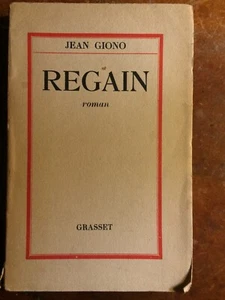 JEAN GIONO
REGAIN
roman
GRASSET